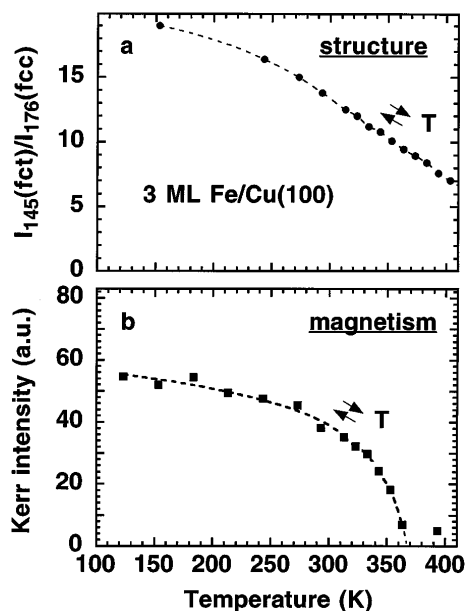 a
structure
15
10
5
0
I145(fct)/I176(fcc)
T
3 ML Fe/Cu(100)
80
60
40
20
0
Kerr intensity (a.u.)
b
magnetism
T
100 150 200 250 300 350 400
Temperature (K)